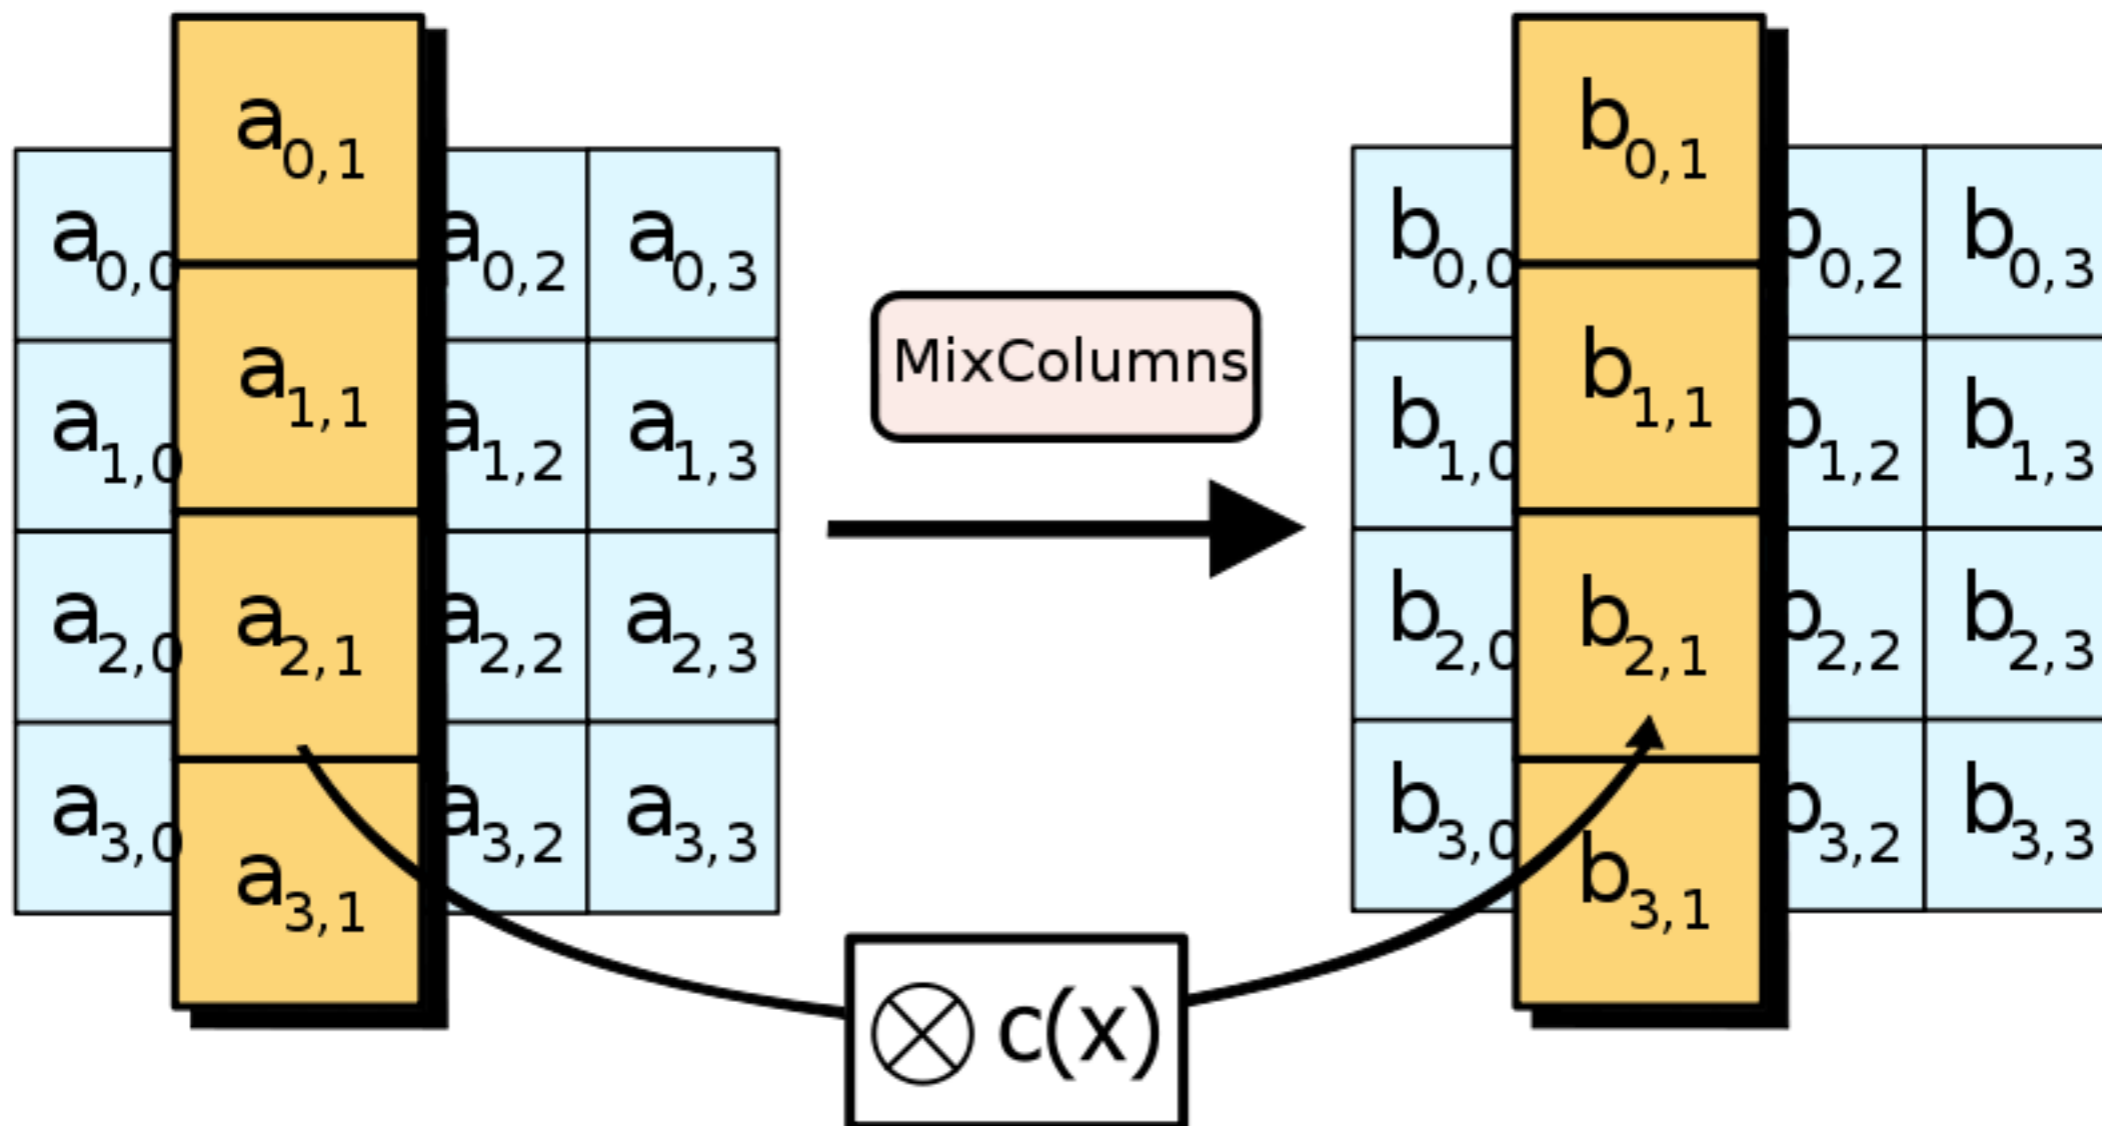 a0,0 a0,1 a0,2 a0,3
a1,0 a1,1 a1,2 a1,3
a2,0 a2,1 a2,2 a2,3
a3,0 a3,1 a3,2 a3,3
MixColumns
⊗ c(x)
b0,0 b0,1 b0,2 b0,3
b1,0 b1,1 b1,2 b1,3
b2,0 b2,1 b2,2 b2,3
b3,0 b3,1 b3,2 b3,3